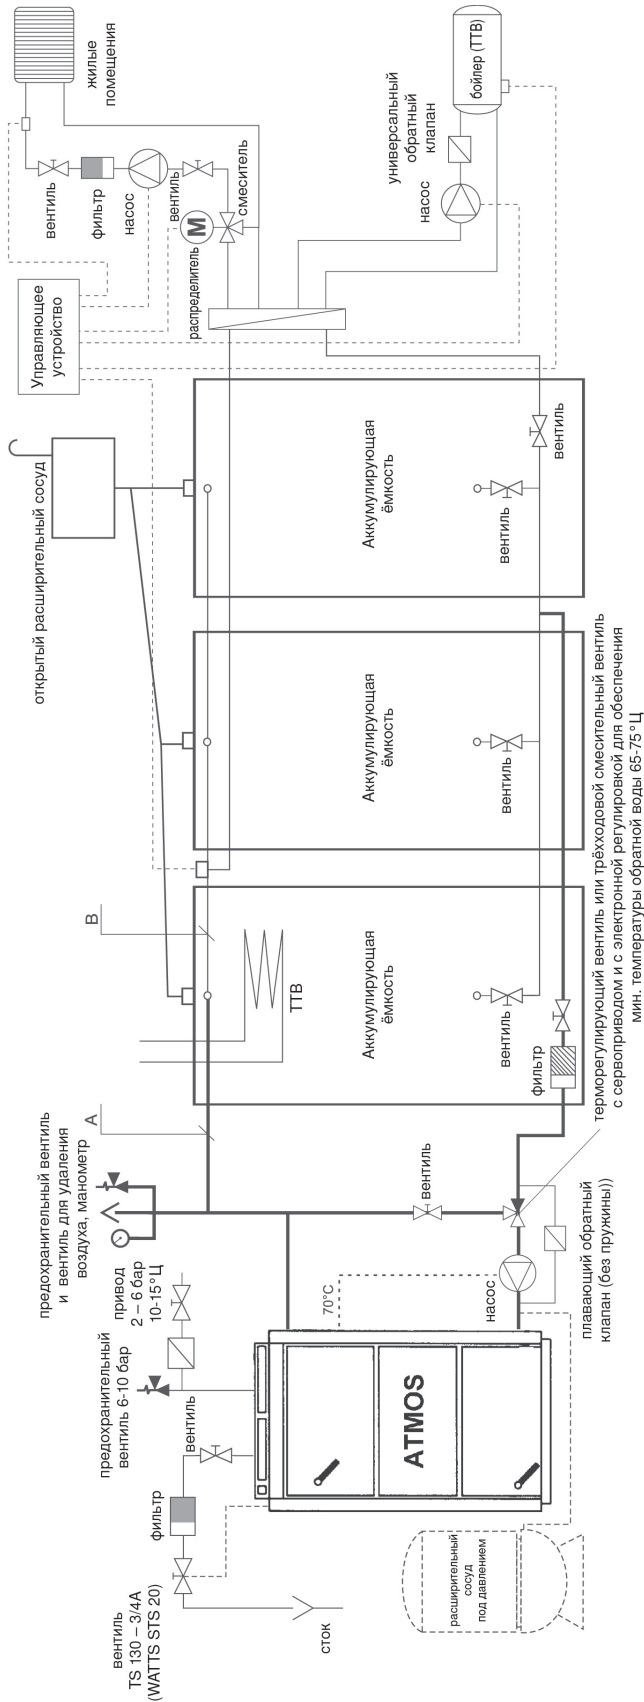 вентиль
TS 130 – 3/4A
(WATTS STS 20)
сток
фильтр
вентиль
предохранительный
вентиль 6-10 бар
привод
2 – 6 бар
10-15°Ц
предохранительный вентиль
и вентиль для удаления
воздуха, манометр
A
B
ATMOS
расширительный
сосуд
под давлением
70°C
насос
вентиль
плавающий обратный
клапан (без пружины))
терморегулирующий вентиль или трёхходовой смесительный вентиль
с сервоприводом и с электронной регулировкой для обеспечения
мин. температуры обратной воды 65-75°Ц
ТТВ
Аккумулирующая
ёмкость
вентиль
фильтр
Аккумулирующая
ёмкость
вентиль
Аккумулирующая
ёмкость
вентиль
вентиль
открытый расширительный сосуд
Управляющее
устройство
распределитель
M
смеситель
вентиль
насос
фильтр
вентиль
жилые
помещения
насос
универсальный
обратный
клапан
бойлер (ТТВ)